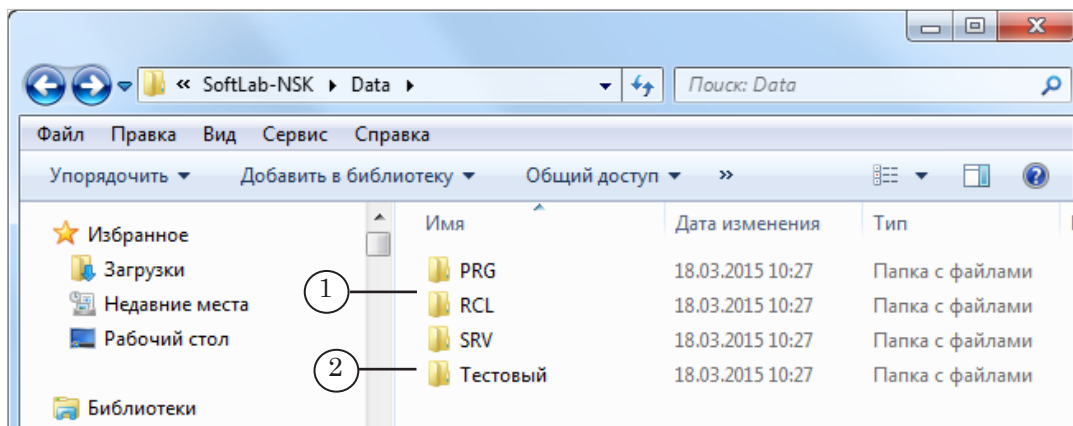 « SoftLab-NSK Data Поиск: Data
Файл Правка Вид Сервис Справка
Упорядочить Добавить в библиотеку Общий доступ »
Имя Дата изменения Тип
Избранное
Загрузки
Недавние места
Рабочий стол
Библиотеки
1
2
PRG 18.03.2015 10:27 Папка с файлами
RCL 18.03.2015 10:27 Папка с файлами
SRV 18.03.2015 10:27 Папка с файлами
Тестовый 18.03.2015 10:27 Папка с файлами